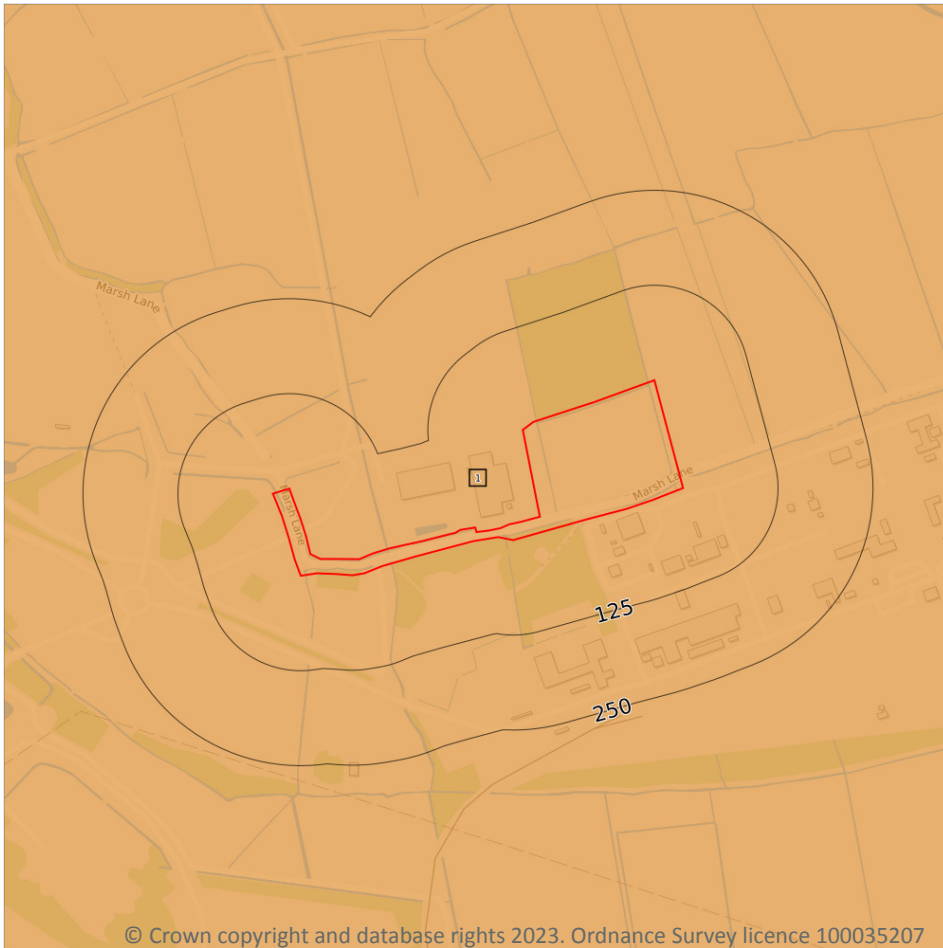 Marsh Lane
1
Marsh Lane
Marsh Lane
125
250
© Crown copyright and database rights 2023. Ordnance Survey licence 100035207